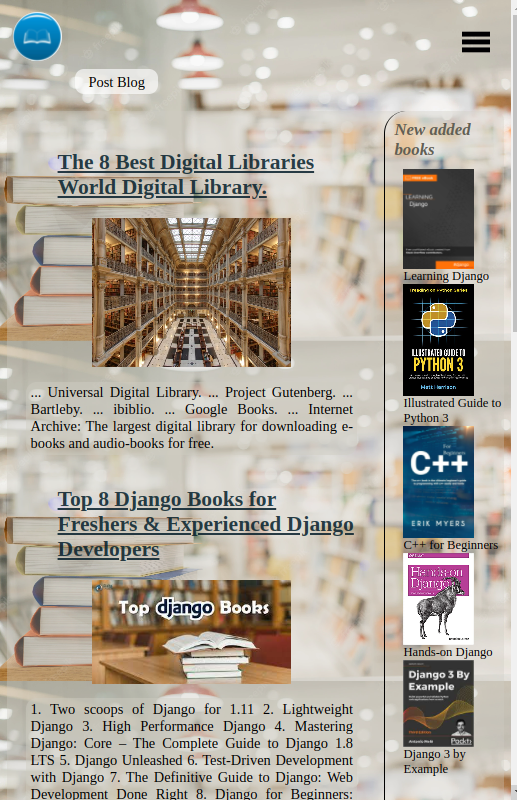 Post Blog
The 8 Best Digital Libraries
World Digital Library.
... Universal Digital Library. ... Project Gutenberg. ...
Bartleby. ... ibiblio. ... Google Books. ... Internet
Archive: The largest digital library for downloading e-
books and audio-books for free.
Top 8 Django Books for
Freshers & Experienced Django
Developers
Top django Books
1. Two scoops of Django for 1.11 2. Lightweight
Django 3. High Performance Django 4. Mastering
Django: Core – The Complete Guide to Django 1.8
LTS 5. Django Unleashed 6. Test-Driven Development
with Django 7. The Definitive Guide to Django: Web
Development Done Right 8. Django for Beginners:
New added
books
LEARNING
Django
Learning Django
Treading on Python Series
ILLUSTRATED GUIDE TO
PYTHON 3
Matt Harrison
Illustrated Guide to
Python 3
C++
ERIK MYERS
C++ for Beginners
Hands-on
Django
Hands-on Django
Django 3 By
Example
Packt>
Django 3 by
Example